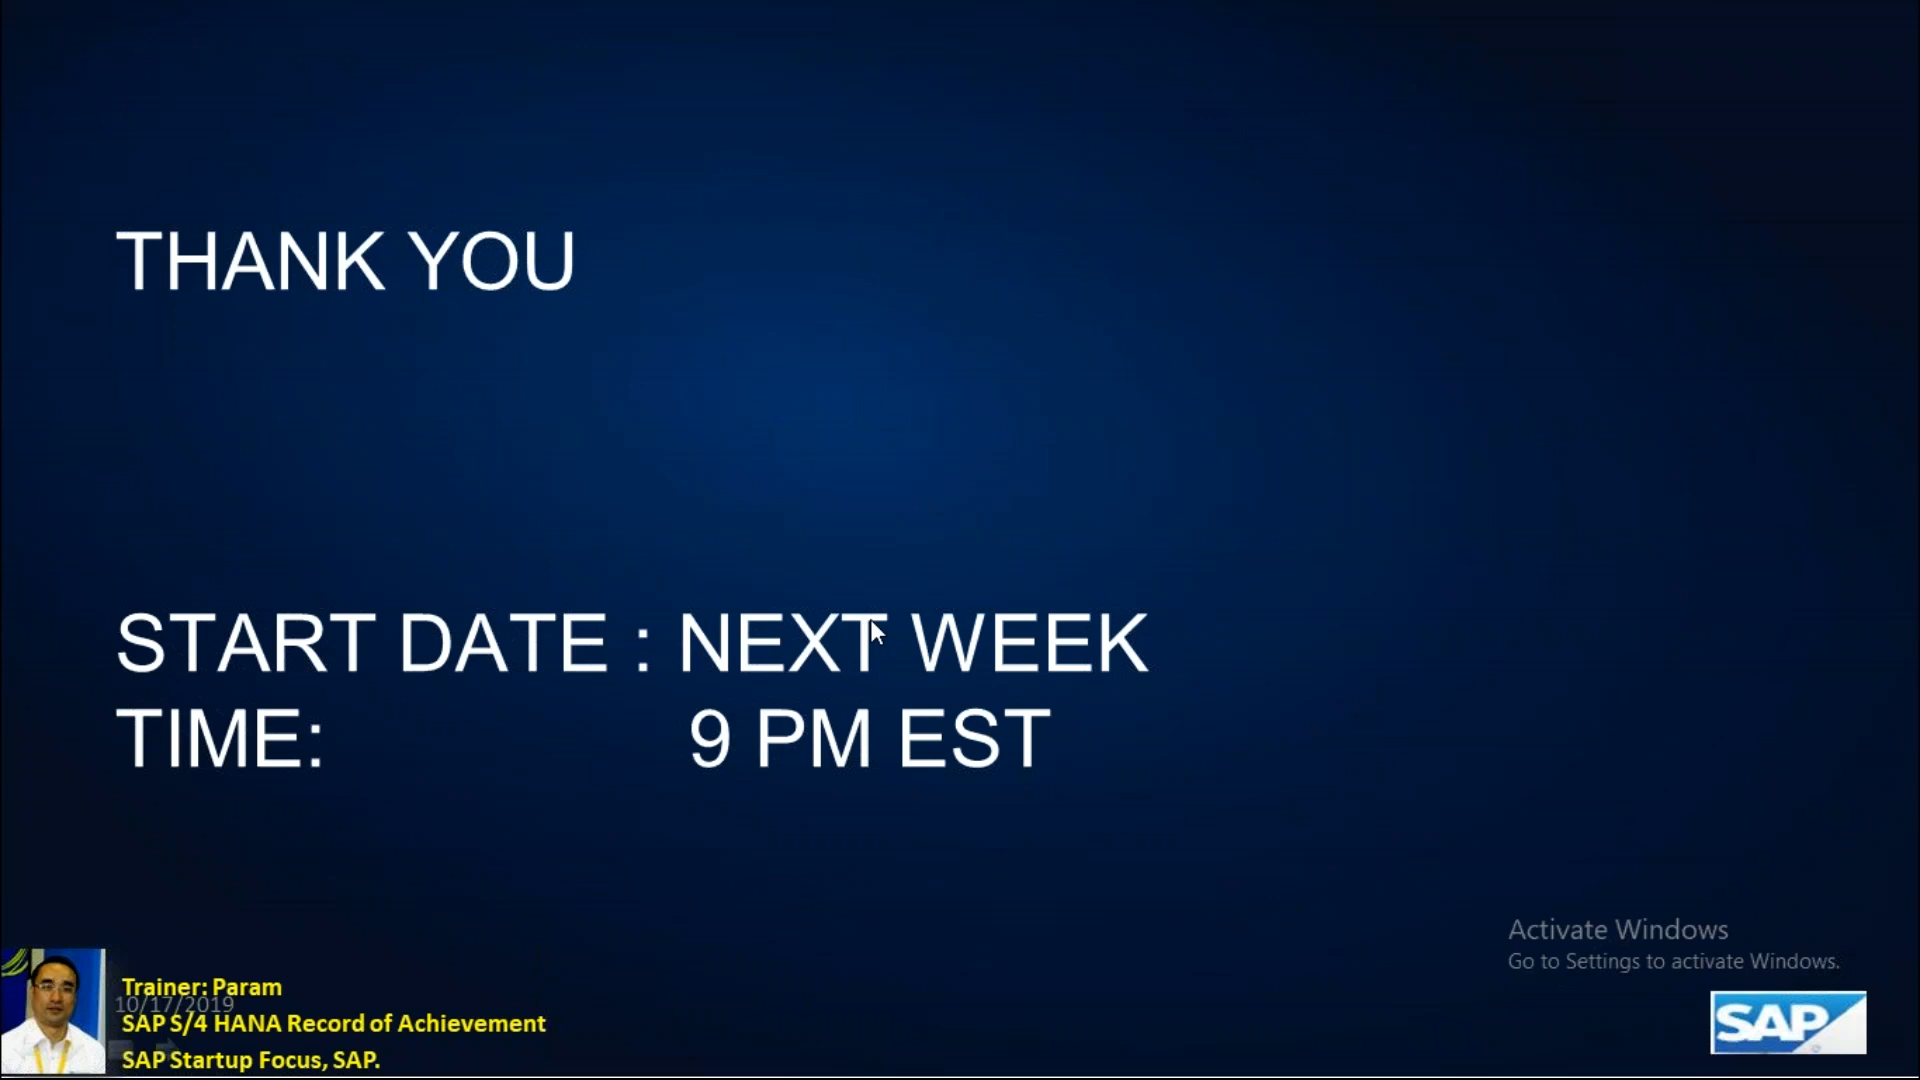 THANK YOU
START DATE : NEXT WEEK
TIME: 9 PM EST
Activate Windows
Go to Settings to activate Windows.
Trainer: Param
10/17/2019
SAP S/4 HANA Record of Achievement
SAP Startup Focus, SAP.
SAP